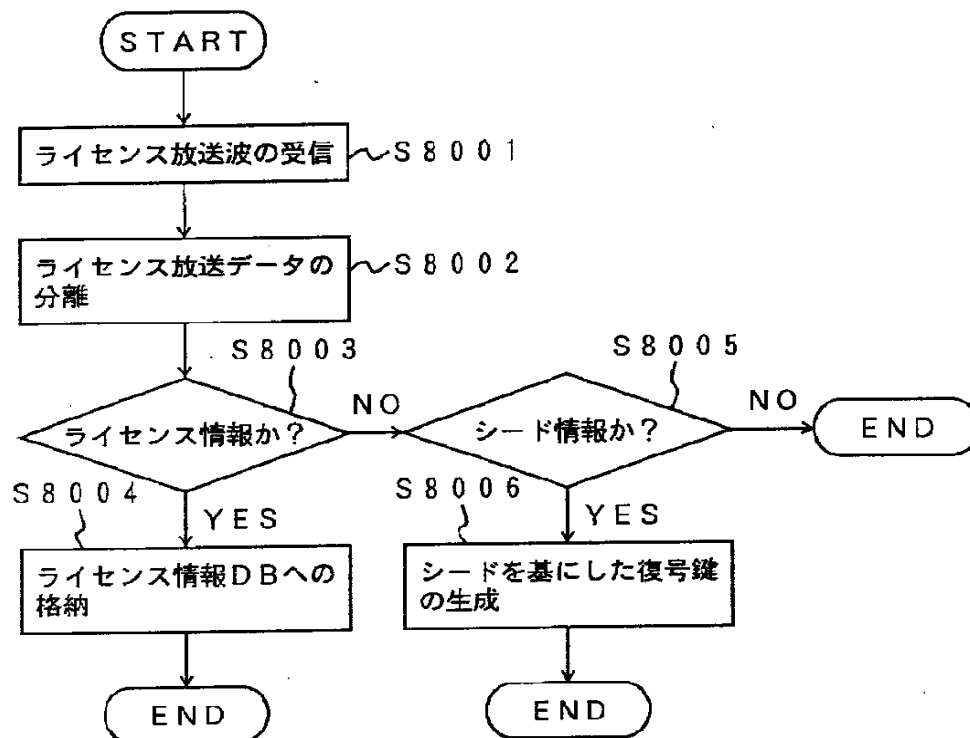 START
ライセンス放送波の受信
S8001
ライセンス放送データの
分離
S8002
S8003
ライセンス情報か？
NO
S8005
シード情報か？
NO
END
S8004
YES
ライセンス情報DBへの
格納
END
S8006
YES
シードを基にした復号鍵
の生成
END